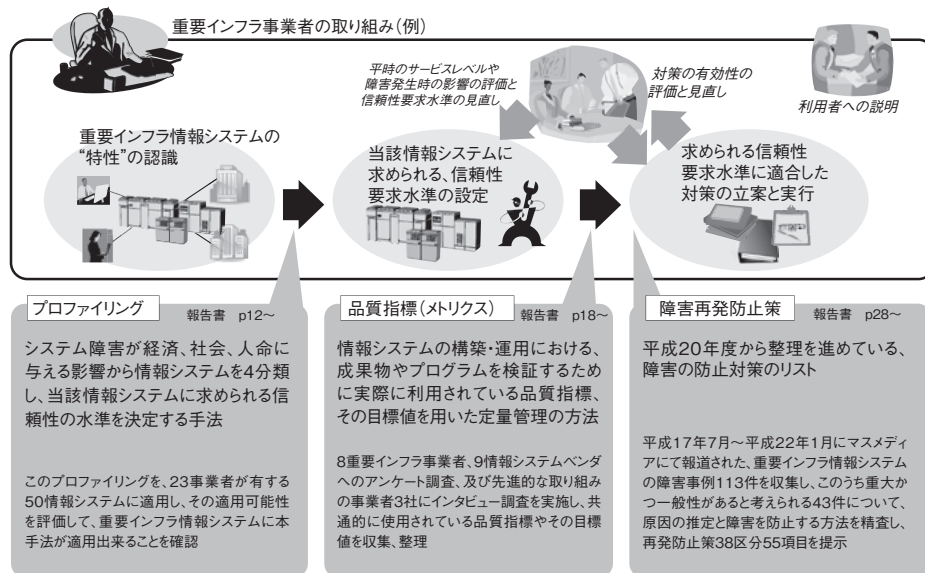 重要インフラ事業者の取り組み(例)
平時のサービスレベルや
障害発生時の影響の評価と
信頼性要求水準の見直し
対策の有効性の
評価と見直し
利用者への説明
重要インフラ情報システムの
“特性”の認識
当該情報システムに
求められる、信頼性
要求水準の設定
求められる信頼性
要求水準に適合した
対策の立案と実行
プロファイリング 報告書 p12～
システム障害が経済、社会、人命に
与える影響から情報システムを4分類
し、当該情報システムに求められる信
頼性の水準を決定する手法
このプロファイリングを、23事業者が有する
50情報システムに適用し、その適用可能性
を評価して、重要インフラ情報システムに本
手法が適用出来ることを確認
品質指標(メトリクス) 報告書 p18～
情報システムの構築・運用における、
成果物やプログラムを検証するため
に実際に利用されている品質指標、
その目標値を用いた定量管理の方法
8重要インフラ事業者、9情報システムベンダ
へのアンケート調査、及び先進的な取り組み
の事業者3社にインタビュー調査を実施し、共
通的に使用されている品質指標やその目標
値を収集、整理
障害再発防止策 報告書 p28～
平成20年度から整理を進めている、
障害の防止対策のリスト
平成17年7月～平成22年1月にマスメディ
アにて報道された、重要インフラ情報システム
の障害事例113件を収集し、このうち重大か
つ一般性があると考えられる43件について、
原因の推定と障害を防止する方法を精査し、
再発防止策38区分55項目を提示